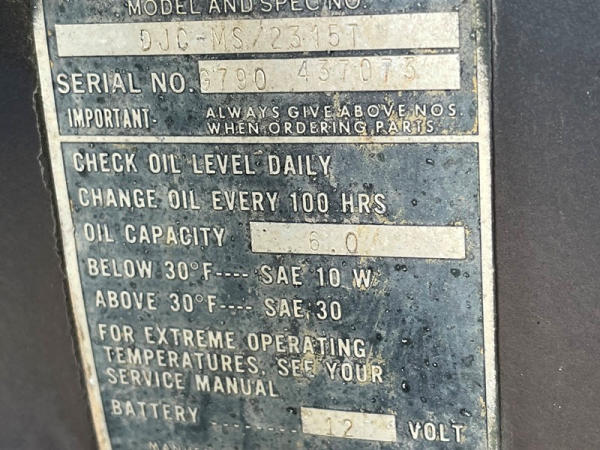 MODEL AND SPEC NO.
DJC-MS/2315T
SERIAL NO. G790 437073
IMPORTANT- ALWAYS GIVE ABOVE NOS.
WHEN ORDERING PARTS
CHECK OIL LEVEL DAILY
CHANGE OIL EVERY 100 HRS
OIL CAPACITY 6.0
BELOW 30°F---- SAE 10 W
ABOVE 30°F---- SAE 30
FOR EXTREME OPERATING
TEMPERATURES, SEE YOUR
SERVICE MANUAL
BATTERY -------- 12 VOLT